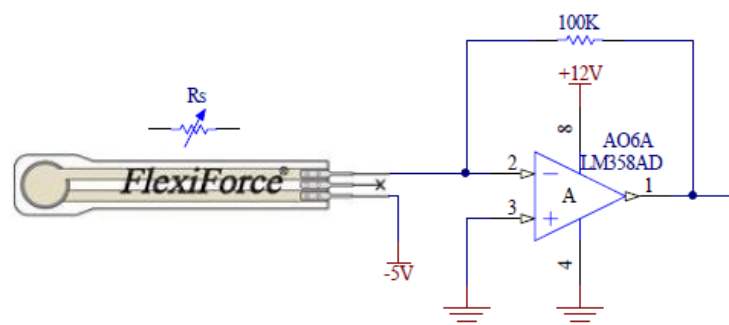 100K
+12V
Rs
8
AO6A
LM358AD
FlexiForce®
2
1
A
3
-5V
4